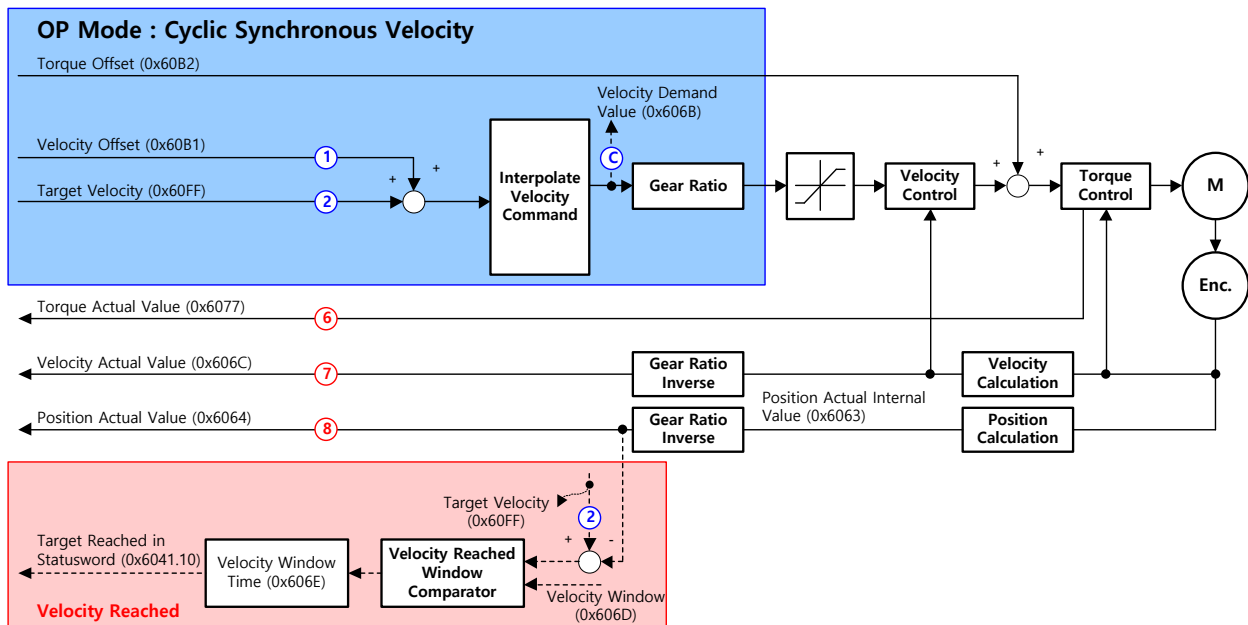 OP Mode : Cyclic Synchronous Velocity
Torque Offset (0x60B2)
Velocity Demand
Value (0x606B)
Velocity Offset (0x60B1)
1
+
+
C
Target Velocity (0x60FF)
2
Interpolate
Velocity
Command
Gear Ratio
Velocity
Control
+
+
Torque
Control
M
Enc.
Torque Actual Value (0x6077)
6
Velocity Actual Value (0x606C)
7
Gear Ratio
Inverse
Velocity
Calculation
Position Actual Internal
Value (0x6063)
Position Actual Value (0x6064)
8
Gear Ratio
Inverse
Position
Calculation
Target Velocity
(0x60FF)
2
+
-
Target Reached in
Statusword (0x6041.10)
Velocity Window
Time (0x606E)
Velocity Reached
Window
Comparator
Velocity Window
(0x606D)
Velocity Reached